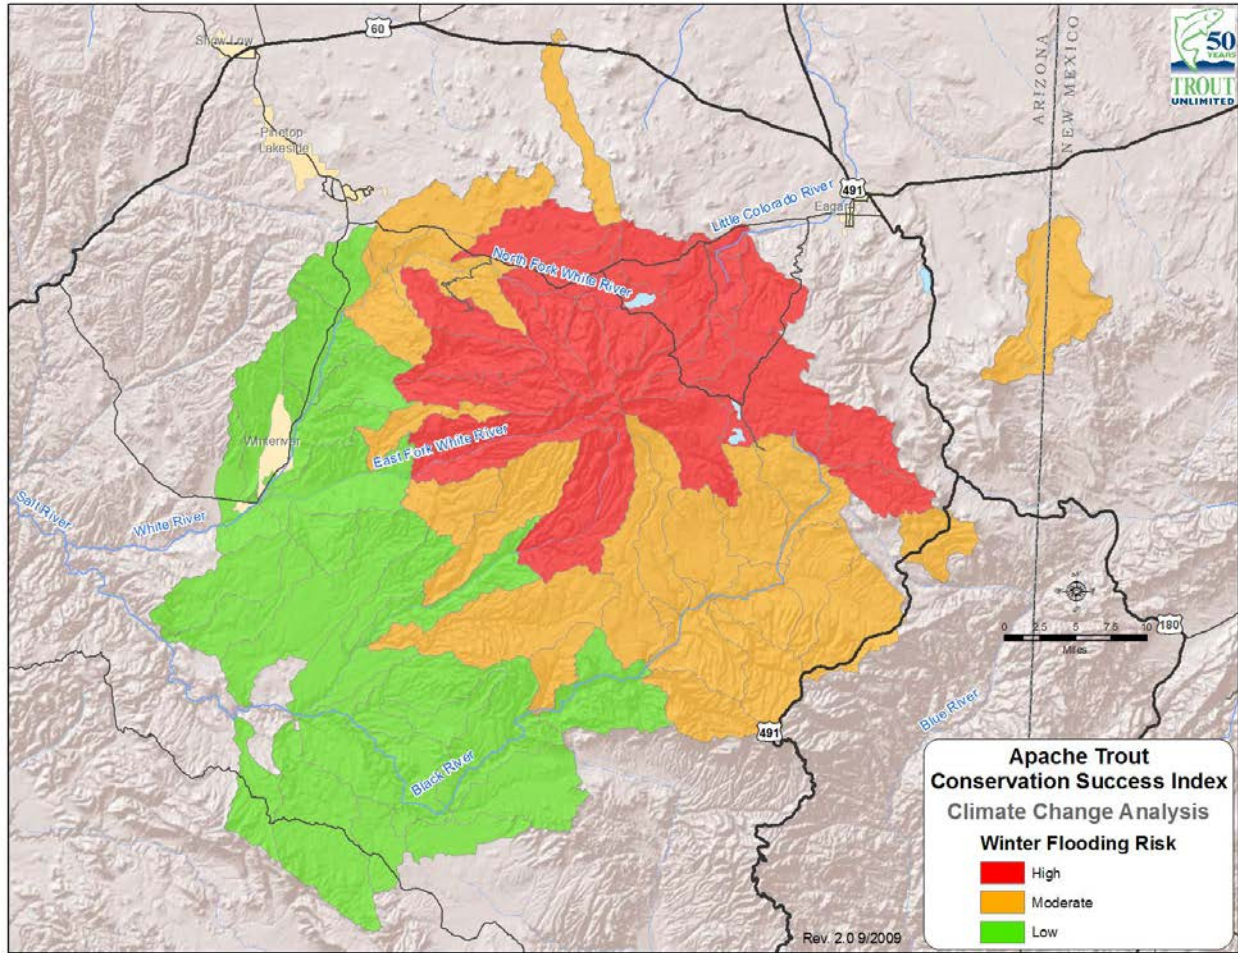 60
Show Low
50
YEARS
TROUT
UNLIMITED
ARIZONA
NEW MEXICO
Pinetop-
Lakeside
491
Eagar
Little Colorado River
North Fork White River
Whiteriver
East Fork White River
Salt River
White River
0 2.5 5 7.5 10
Miles
180
Blue River
491
Black River
Apache Trout
Conservation Success Index
Climate Change Analysis
Winter Flooding Risk
High
Moderate
Low
Rev. 2.0 9/2009